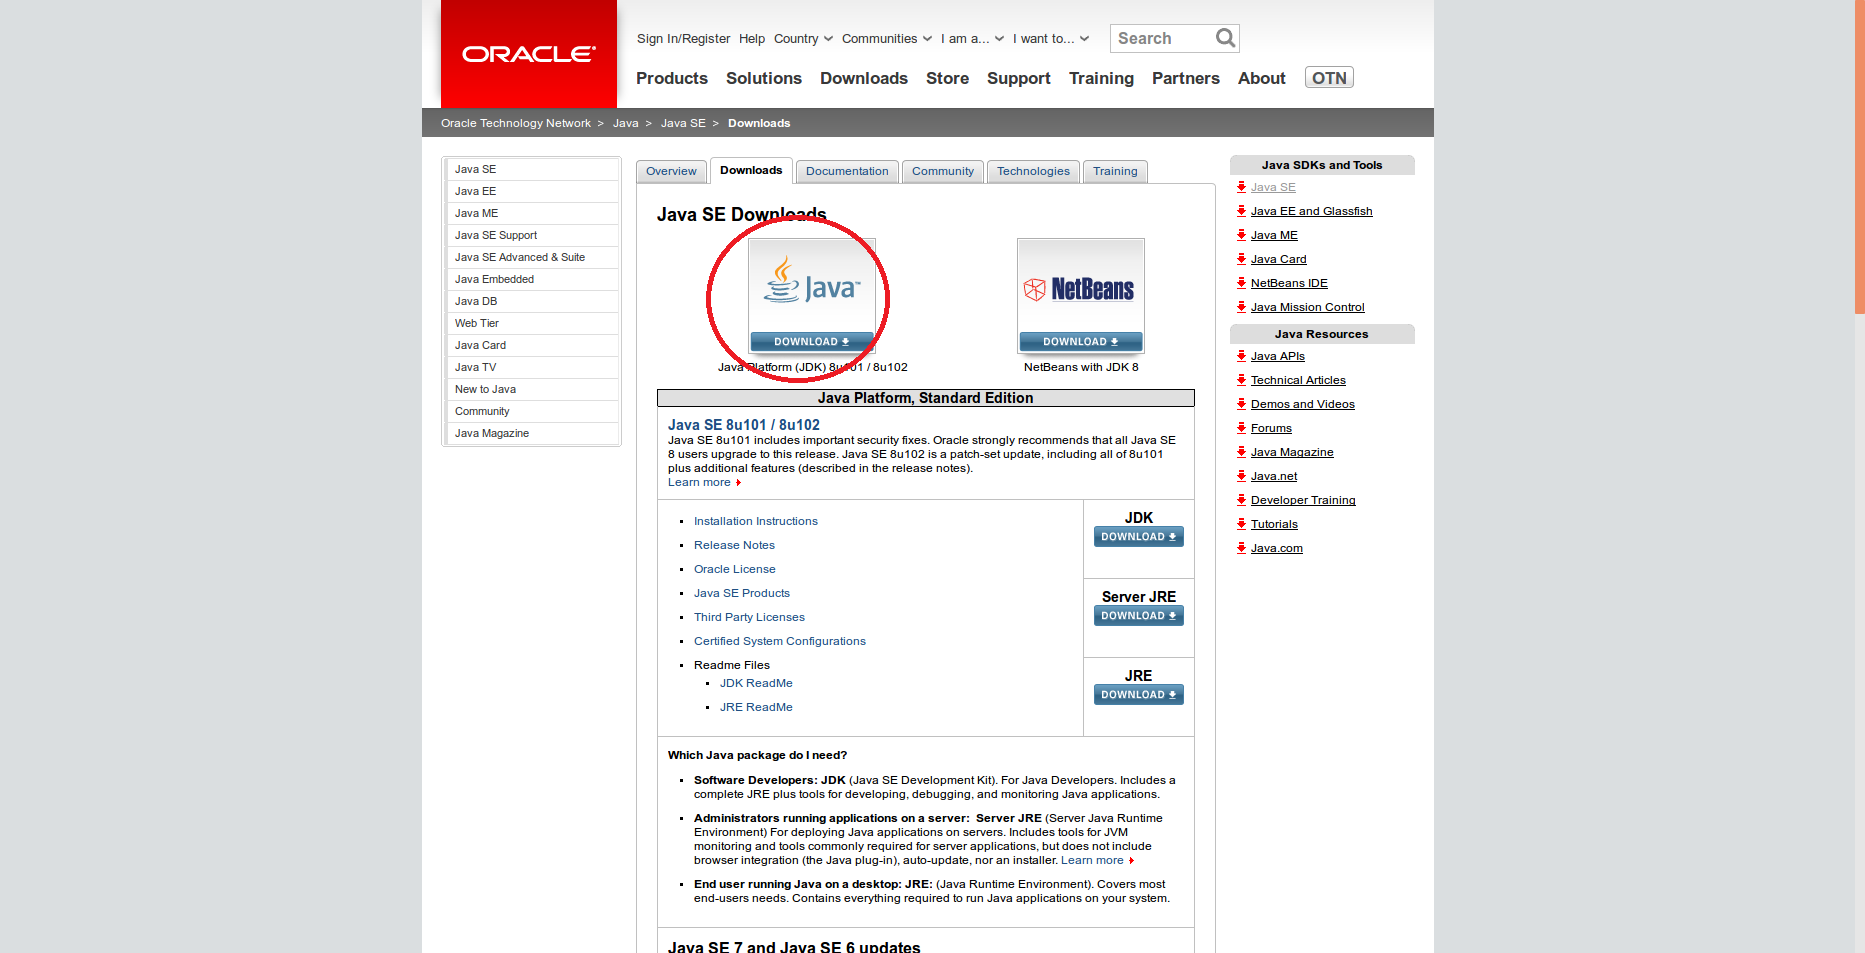 ORACLE
Sign In/Register Help Country Communities I am a... I want to... Search
Products Solutions Downloads Store Support Training Partners About OTN
Oracle Technology Network > Java > Java SE > Downloads
Java SE
Java EE
Java ME
Java SE Support
Java SE Advanced & Suite
Java Embedded
Java DB
Web Tier
Java Card
Java TV
New to Java
Community
Java Magazine
Overview Downloads Documentation Community Technologies Training
Java SE Downloads
Java™
DOWNLOAD
Java Platform (JDK) 8u101 / 8u102
NetBeans
DOWNLOAD
NetBeans with JDK 8
Java Platform, Standard Edition
Java SE 8u101 / 8u102
Java SE 8u101 includes important security fixes. Oracle strongly recommends that all Java SE
8 users upgrade to this release. Java SE 8u102 is a patch-set update, including all of 8u101
plus additional features (described in the release notes).
Learn more
Installation Instructions
Release Notes
Oracle License
Java SE Products
Third Party Licenses
Certified System Configurations
Readme Files
JDK ReadMe
JRE ReadMe
JDK
DOWNLOAD
Server JRE
DOWNLOAD
JRE
DOWNLOAD
Which Java package do I need?
Software Developers: JDK (Java SE Development Kit). For Java Developers. Includes a
complete JRE plus tools for developing, debugging, and monitoring Java applications.
Administrators running applications on a server: Server JRE (Server Java Runtime
Environment) For deploying Java applications on servers. Includes tools for JVM
monitoring and tools commonly required for server applications, but does not include
browser integration (the Java plug-in), auto-update, nor an installer. Learn more
End user running Java on a desktop: JRE: (Java Runtime Environment). Covers most
end-users needs. Contains everything required to run Java applications on your system.
Java SE 7 and Java SE 6 updates
Java SDKs and Tools
Java SE
Java EE and Glassfish
Java ME
Java Card
NetBeans IDE
Java Mission Control
Java Resources
Java APIs
Technical Articles
Demos and Videos
Forums
Java Magazine
Java.net
Developer Training
Tutorials
Java.com